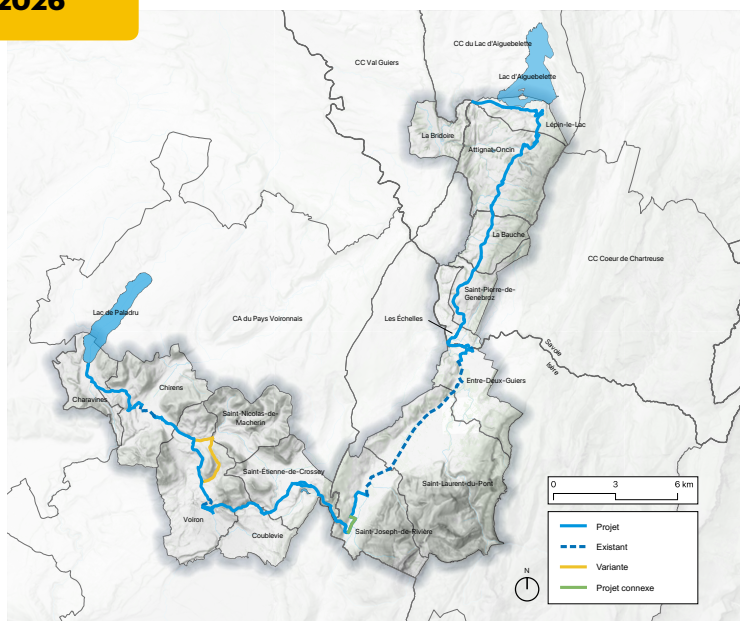 2026
CC du Lac d'Aiguebelette
CC Val Guiers
Lac d'Aiguebelette
Lépin-le-Lac
La Bridoire
Attignat-Oncin
La Bauche
CC Coeur de Chartreuse
Saint-Pierre-de-
Genebroz
Lac de Paladru
CA du Pays Voironnais
Les Échelles
Savoie
Isère
Entre-Deux-Guiers
Chirens
Charavines
Saint-Nicolas-de-
Macherin
Saint-Étienne-de-Crossey
Saint-Laurent-du-Pont
Voiron
Coublevie
Saint-Joseph-de-Rivière
0 3 6 km
N
Projet
Existant
Variante
Projet connexe